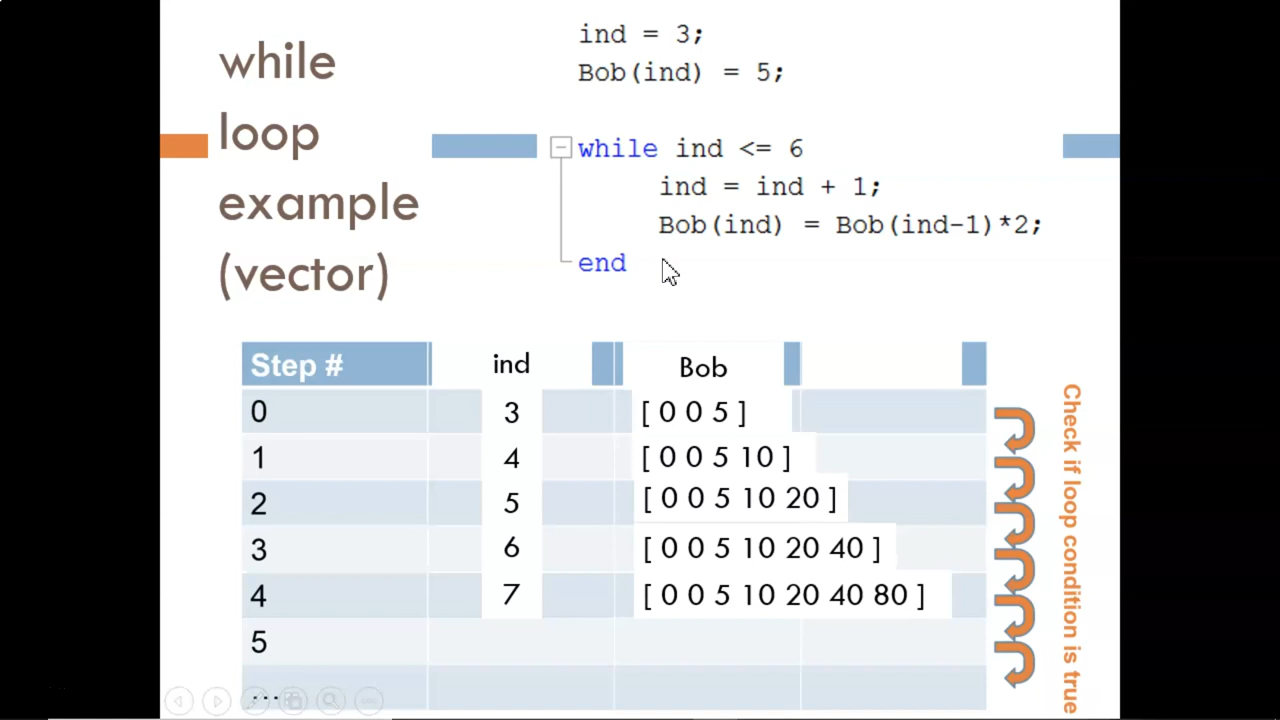 while
loop
example
(vector)
ind = 3;
Bob(ind) = 5;
while ind <= 6
ind = ind + 1;
Bob(ind) = Bob(ind-1)*2;
end
Step # ind Bob
0 3 [ 0 0 5 ]
1 4 [ 0 0 5 10 ]
2 5 [ 0 0 5 10 20 ]
3 6 [ 0 0 5 10 20 40 ]
4 7 [ 0 0 5 10 20 40 80 ]
5
...
Check if loop condition is true